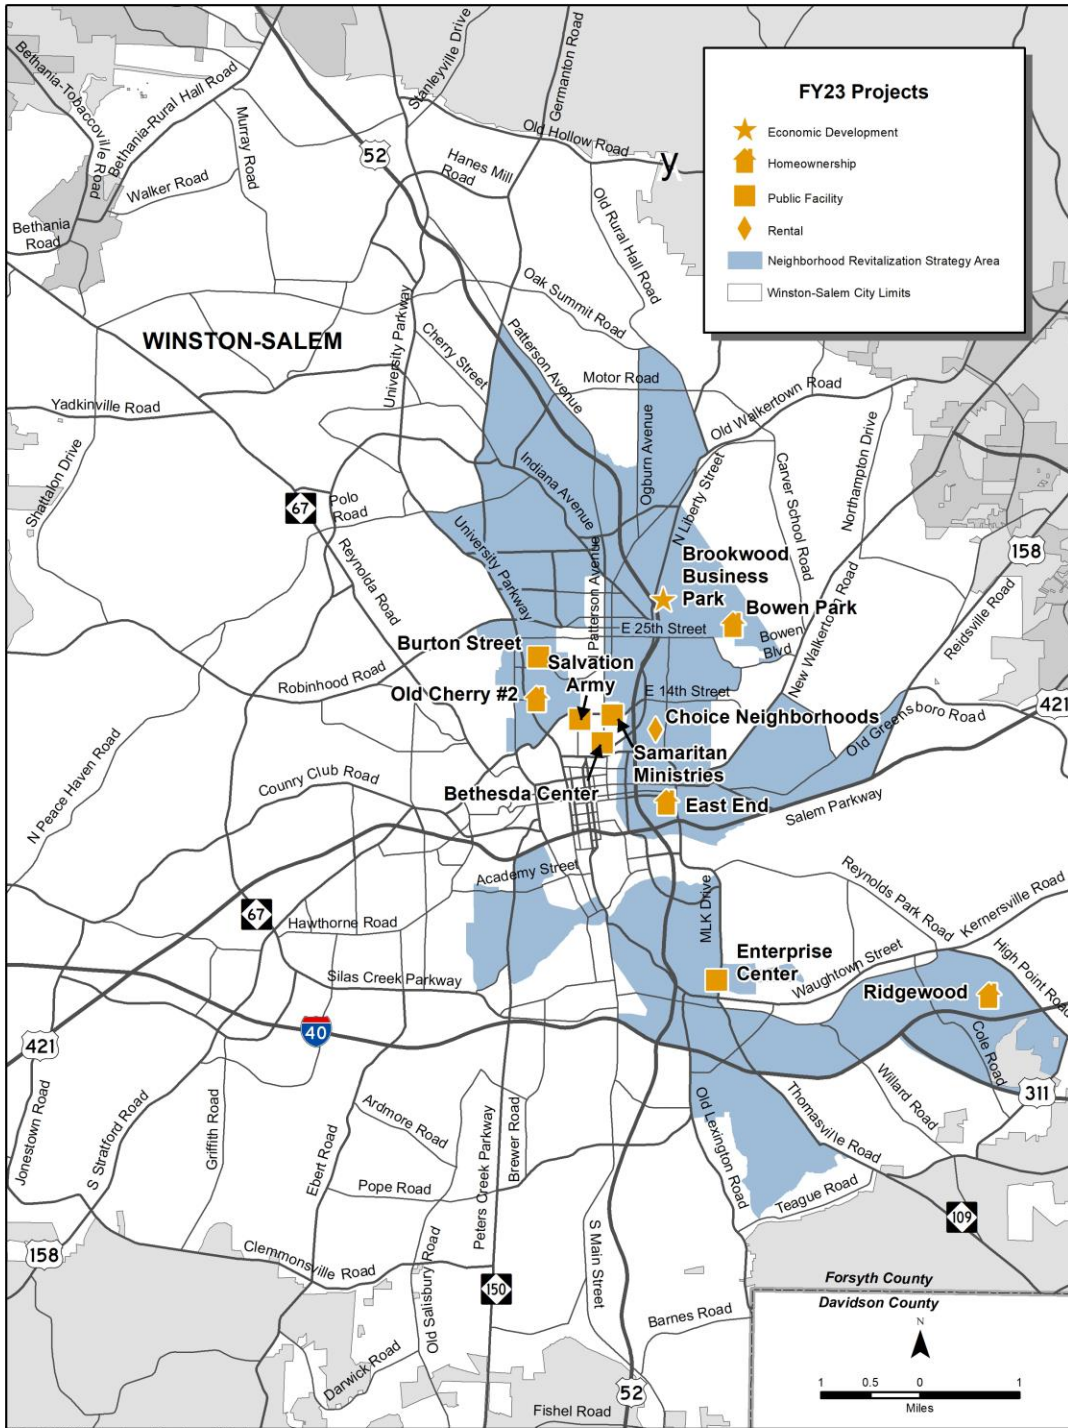 Bethania-Tobaccoville Road
Bethania-Rural Hall Road
Murray Road
Walker Road
Bethania
Road
52
Stanleyville Drive
Germanton Road
Old Hollow Road
Hanes Mill
Road
Old Rural Hall Road
y
FY23 Projects
Economic Development
Homeownership
Public Facility
Rental
Neighborhood Revitalization Strategy Area
Winston-Salem City Limits
Oak Summit Road
University Parkway
Cherry Street
Patterson Avenue
WINSTON-SALEM
Motor Road
Yadkinville Road
Old Walkertown Road
Shattalon Drive
Ogburn Avenue
Indiana Avenue
N Liberty Street
Carver School Road
Northampton Drive
67
Polo
Road
Reynolda Road
University Parkway
N Patterson Avenue
158
Brookwood
Business
Park
Bowen Park
E 25th Street
Bowen
Blvd
New Walkertown Road
Reidsville Road
Burton Street
Salvation
Army
Robinhood Road
Old Cherry #2
E 14th Street
421
Choice Neighborhoods
Old Greensboro Road
Samaritan
Ministries
N Peace Haven Road
Counry Club Road
Bethesda Center
East End
Salem Parkway
Academy Street
MLK Drive
Reynolds Park Road
Kernersville Road
67
Hawthorne Road
Silas Creek Parkway
Enterprise
Center
Waughtown Street
High Point Road
Ridgewood
40
421
Cole Road
311
Jonestown Road
S Stratford Road
Griffith Road
Ebert Road
Ardmore Road
Pope Road
Peters Creek Parkway
Brewer Road
Old Lexington Road
Thomasville Road
Willard Road
Teague Road
109
158
Clemmonsville Road
Old Salisbury Road
150
S Main Street
Barnes Road
Darwick Road
52
Fishel Road
Forsyth County
Davidson County
N
1 0.5 0 1
Miles